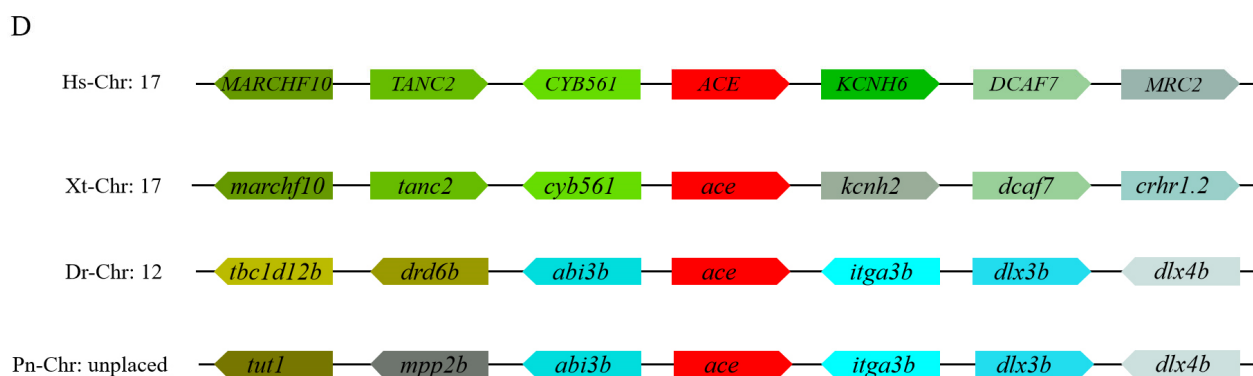 D
Hs-Chr: 17 MARCHF10 TANC2 CYB561 ACE KCNH6 DCAF7 MRC2
Xt-Chr: 17 marchf10 tanc2 cyb561 ace kcnh2 dcaf7 crhr1.2
Dr-Chr: 12 tbc1d12b drd6b abi3b ace itga3b dlx3b dlx4b
Pn-Chr: unplaced tut1 mpp2b abi3b ace itga3b dlx3b dlx4b